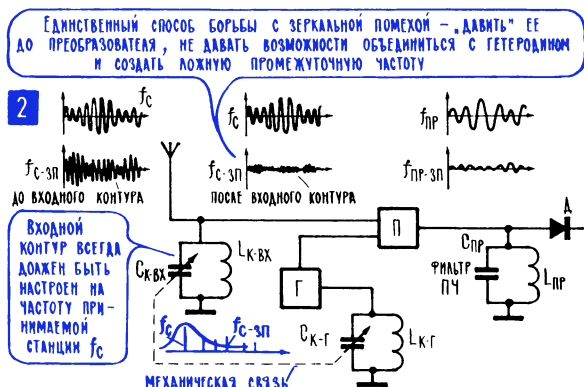 Единственный способ борьбы с зеркальной помехой – „давить" ее
до преобразователя, не давать возможности объединиться с гетеродином
и создать ложную промежуточную частоту
2
fс
fс
fпр
fс-зп
fс-зп
fпр-зп
до входного контура
после входного контура
Входной
контур всегда
должен быть
настроен на
частоту при-
нимаемой
станции fс
Cк-вх
Lк-вх
П
Г
Д
Cпр
фильтр
ПЧ
Lпр
fс
fс-зп
Cк-г
Lк-г
механическая связь